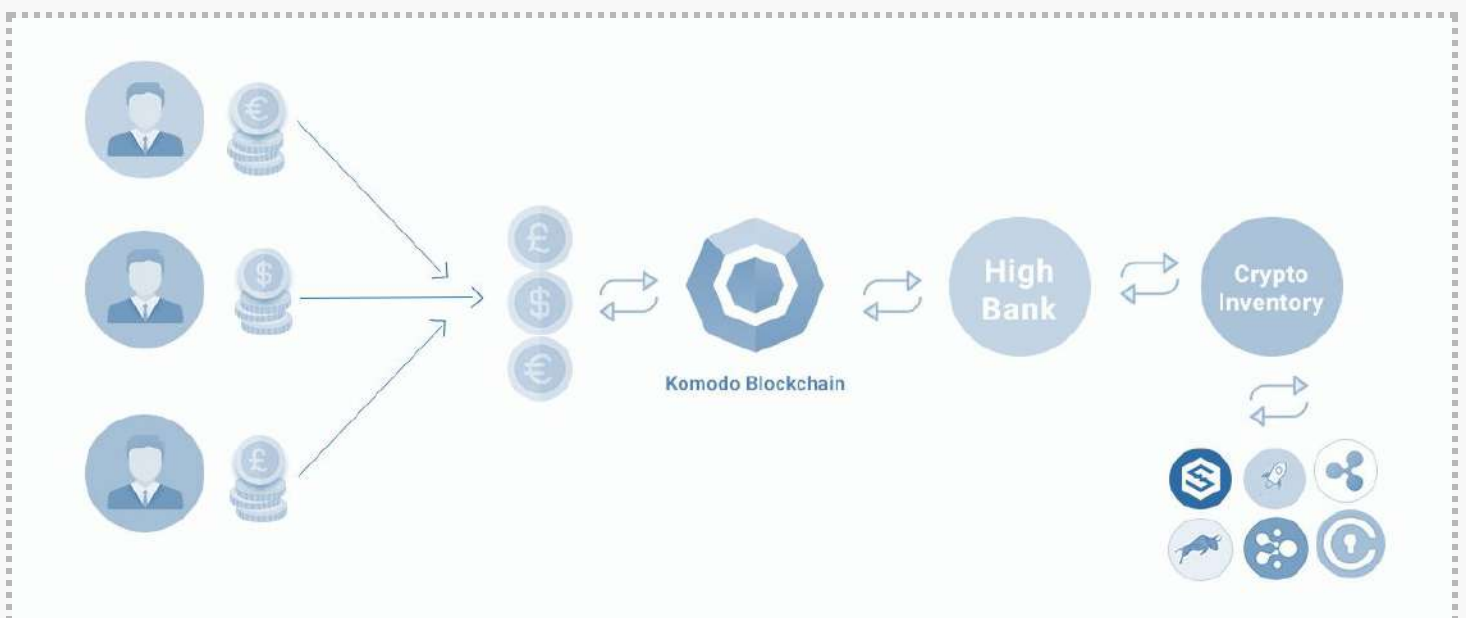 €
$
£
£
$
€
Komodo Blockchain
High
Bank
Crypto
Inventory